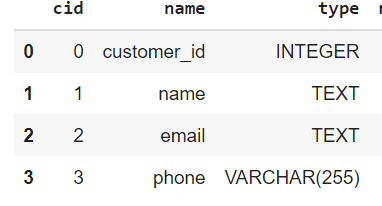 cid name type
0 0 customer_id INTEGER
1 1 name TEXT
2 2 email TEXT
3 3 phone VARCHAR(255)